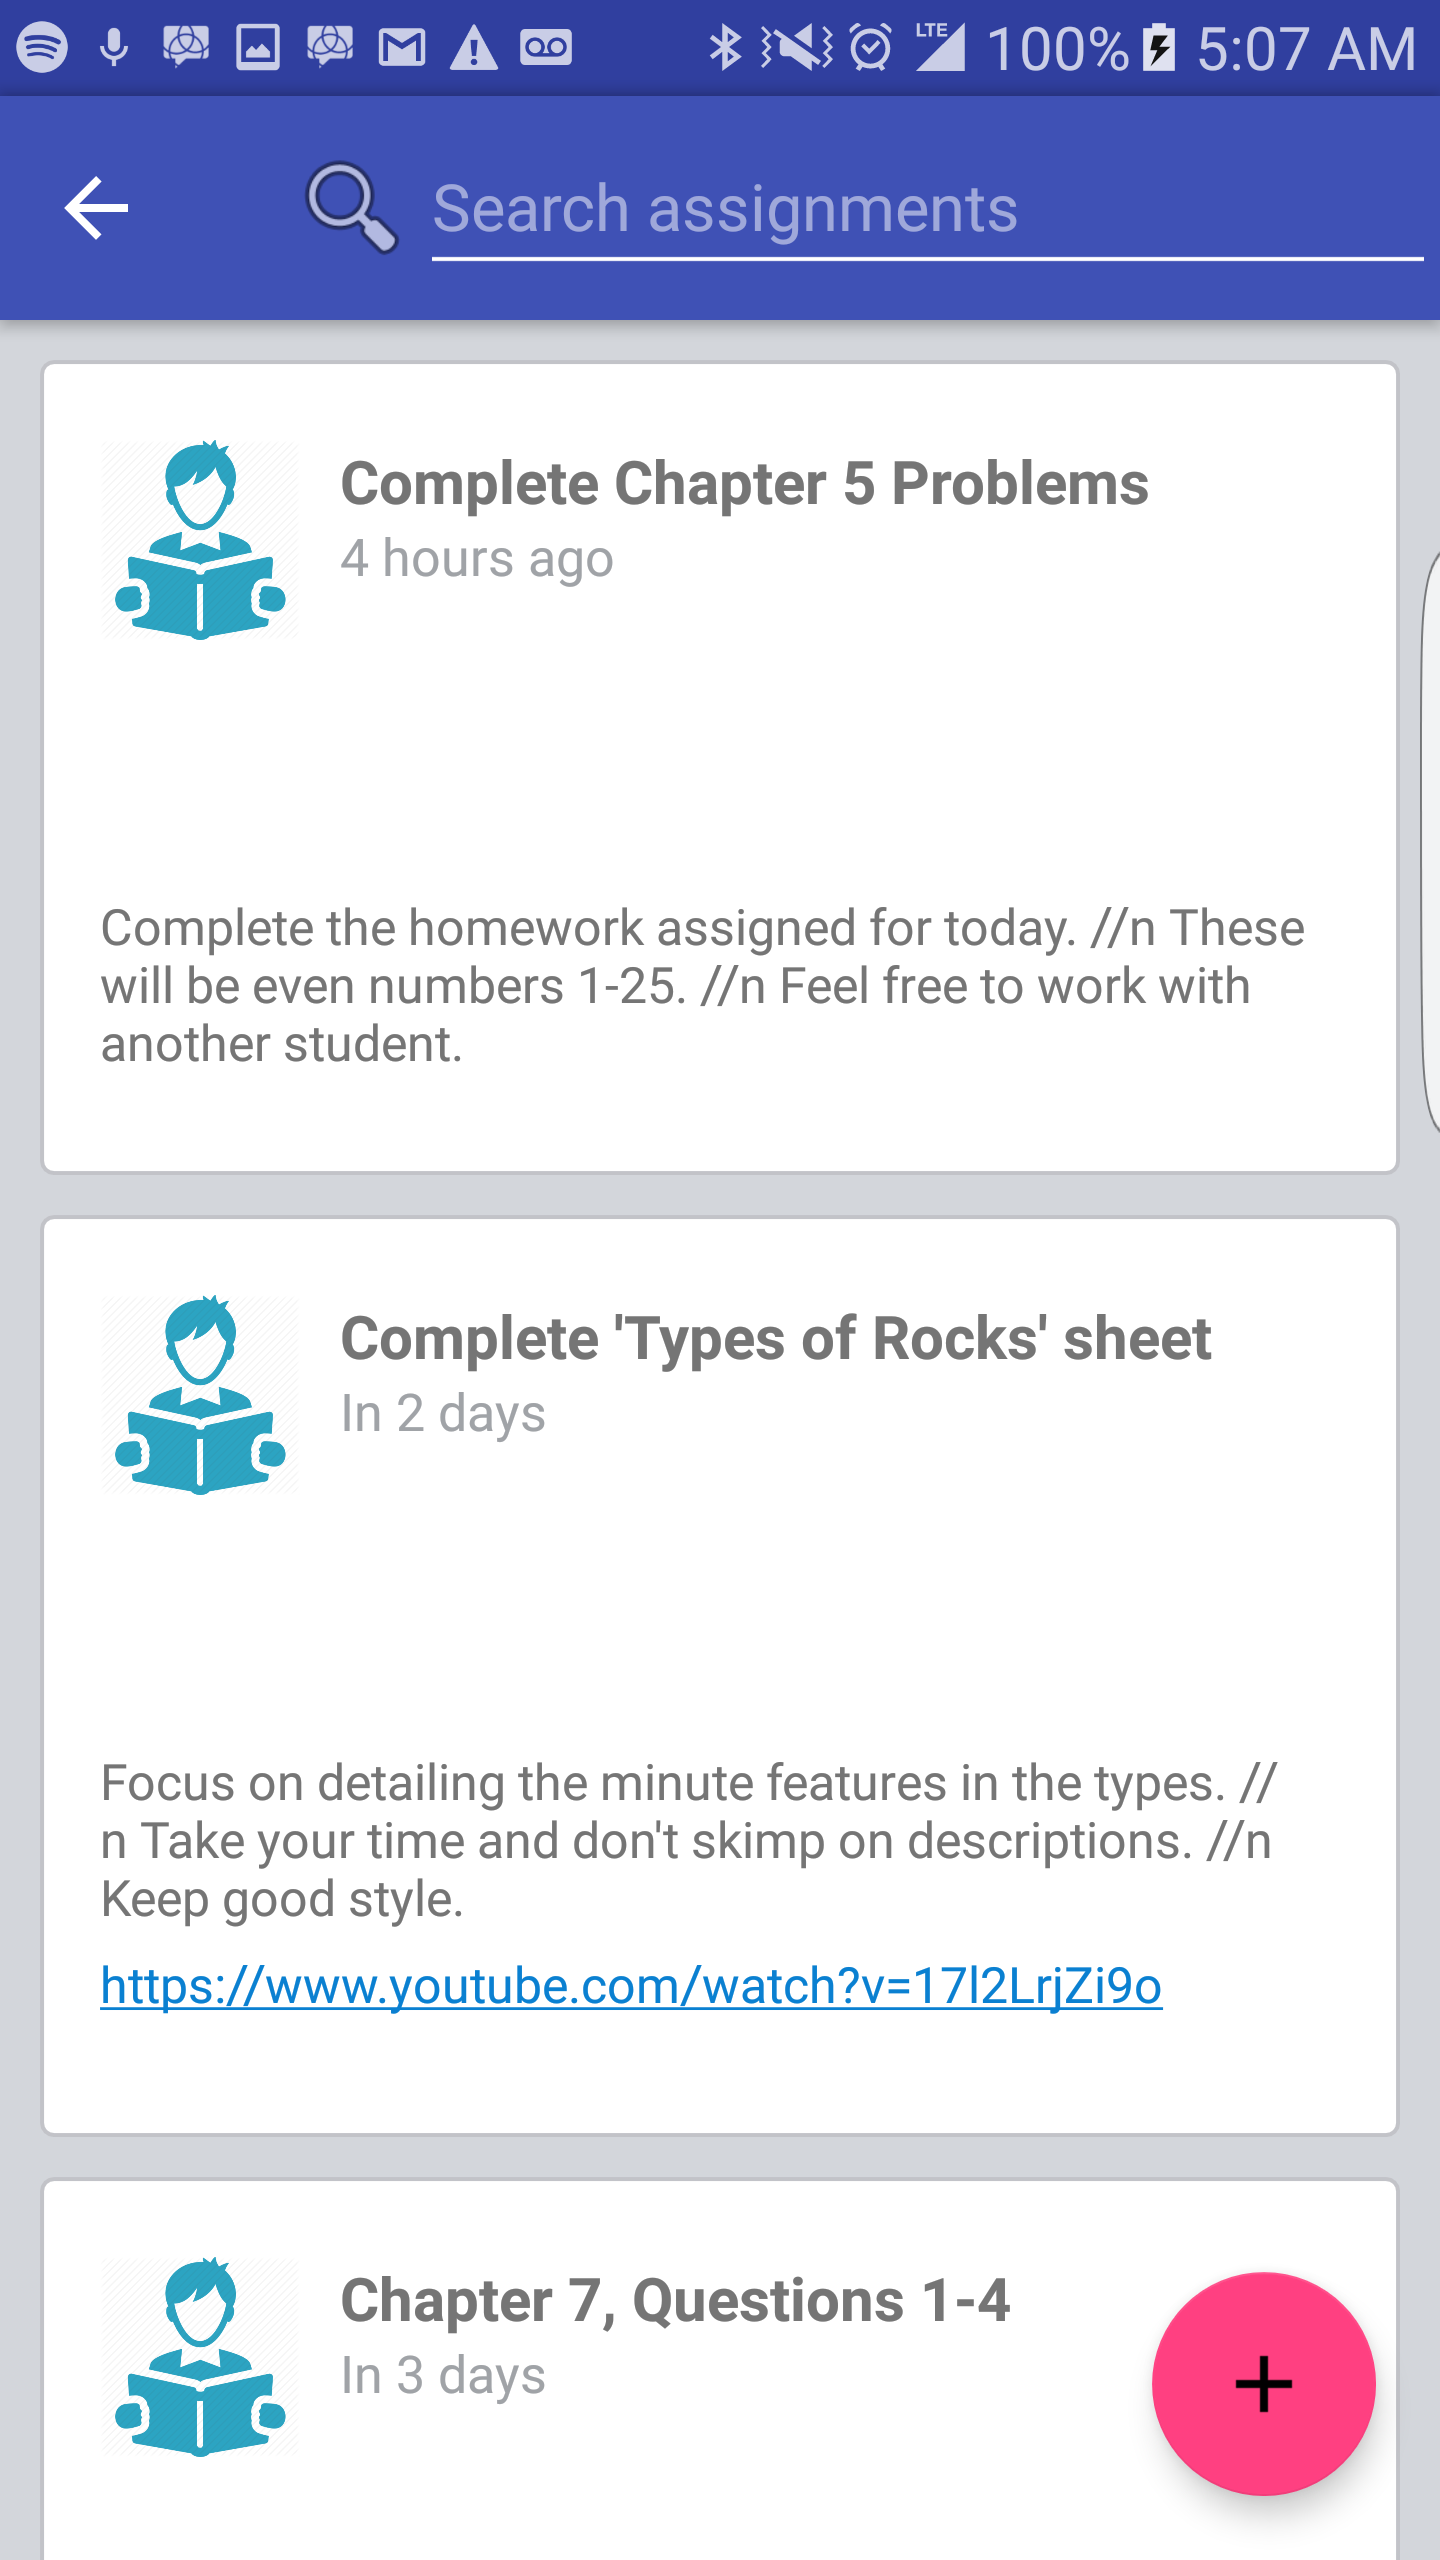 LTE 100% 5:07 AM
Search assignments
Complete Chapter 5 Problems
4 hours ago
Complete the homework assigned for today. //n These
will be even numbers 1-25. //n Feel free to work with
another student.
Complete 'Types of Rocks' sheet
In 2 days
Focus on detailing the minute features in the types. //
n Take your time and don't skimp on descriptions. //n
Keep good style.
https://www.youtube.com/watch?v=17l2LrjZi9o
Chapter 7, Questions 1-4
In 3 days